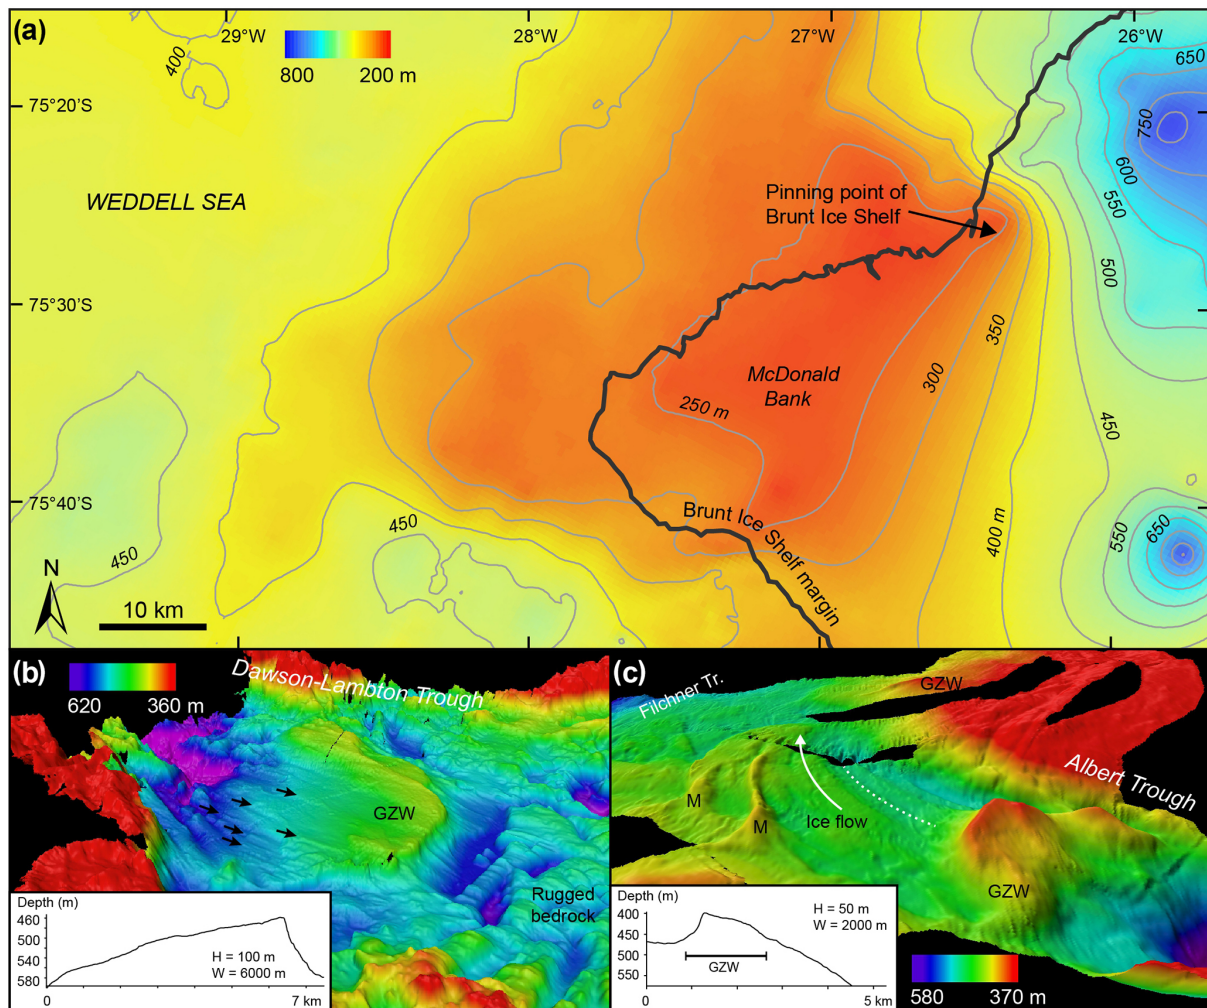 (a)
29°W
28°W
27°W
26°W
800
200 m
400
650
750
600
550
500
450
75°20'S
75°30'S
75°40'S
WEDDELL SEA
Pinning point of
Brunt Ice Shelf
350
300
McDonald
Bank
250 m
450
450
400 m
550
650
Brunt Ice Shelf margin
N
10 km
(b)
620
360 m
Dawson-Lambton Trough
GZW
Rugged
bedrock
Depth (m)
460
500
540
580
H = 100 m
W = 6000 m
0
7 km
(c)
Filchner Tr.
GZW
Albert Trough
M
M
Ice flow
GZW
Depth (m)
400
450
500
550
H = 50 m
W = 2000 m
GZW
0
5 km
580
370 m